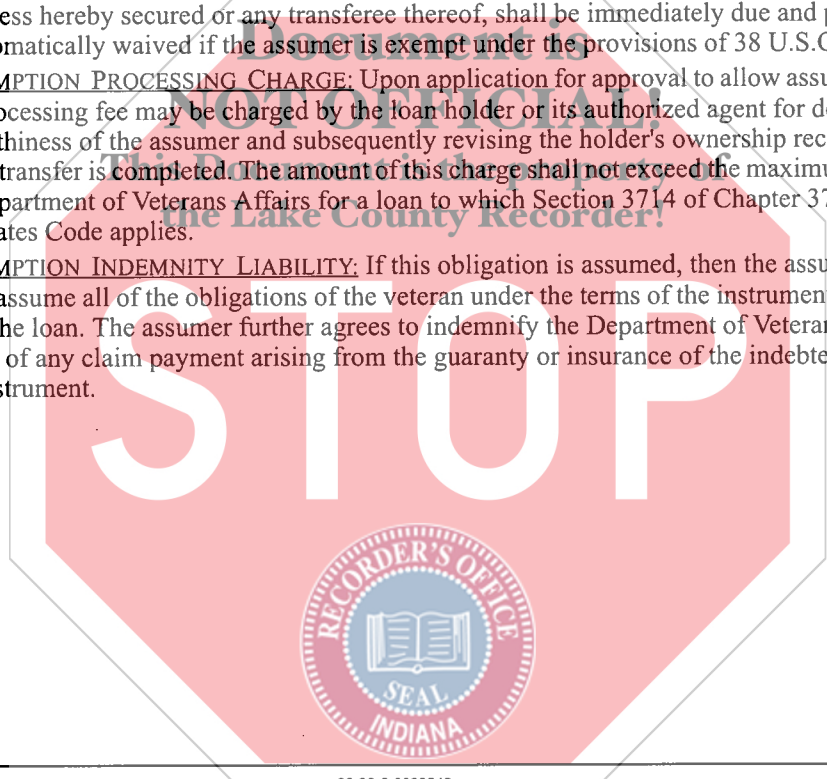 ess hereby secured or any transferee thereof, shall be immediately due and
omatically waived if the assumer is exempt under the provisions of 38 U.S.C
Document is
MPTION PROCESSING CHARGE: Upon application for approval to allow assu
ocessing fee may be charged by the loan holder or its authorized agent for d
NOT OFFICIAL!
thiness of the assumer and subsequently revising the holder's ownership rec
transfer is completed. The amount of this charge shall not exceed the maximu
This Document is the property of
partment of Veterans Affairs for a loan to which Section 3714 of Chapter 37
the Lake County Recorder!
ates Code applies.
MPTION INDEMNITY LIABILITY: If this obligation is assumed, then the assu
assume all of the obligations of the veteran under the terms of the instrumen
he loan. The assumer further agrees to indemnify the Department of Veteran
of any claim payment arising from the guaranty or insurance of the indebte
strument.
STOP
RECORDER'S OFFICE
SEAL
INDIANA